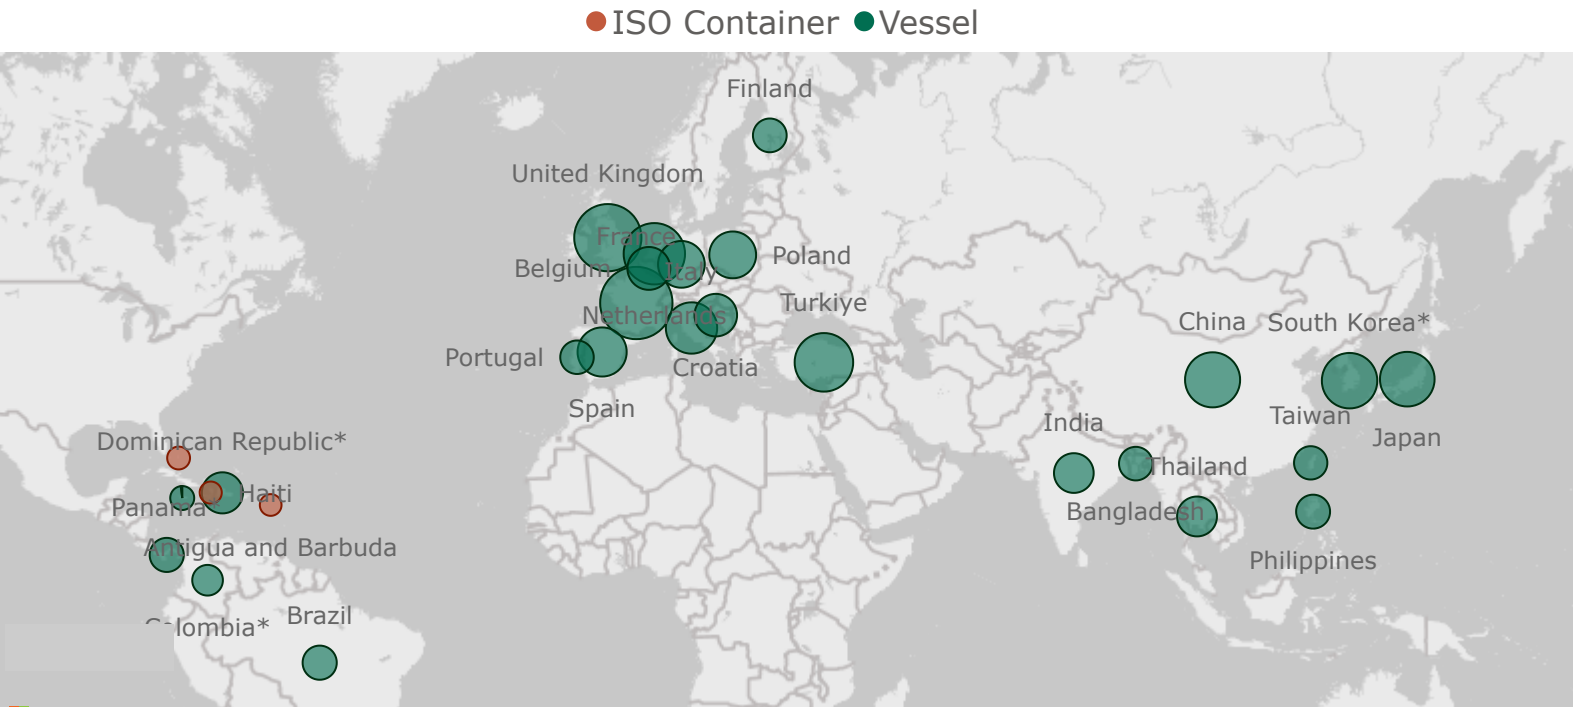 ISO Container Vessel
Finland
United Kingdom
France
Poland
Belgium
Italy
Turkiye
Netherlands
China
South Korea*
Portugal
Croatia
Spain
Taiwan
India
Japan
Dominican Republic*
Thailand
Haiti
Panama*
Bangladesh
Antigua and Barbuda
Philippines
Brazil
Colombia*